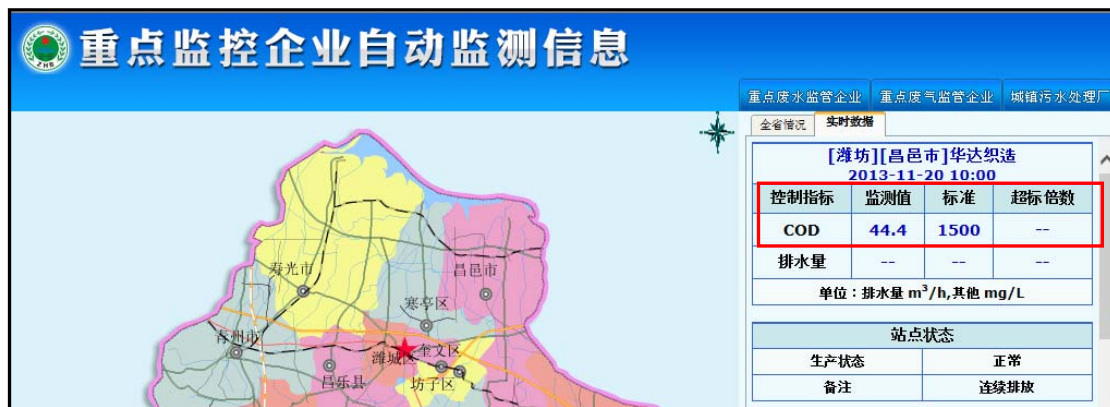 重点监控企业自动监测信息
ZHB
重点废水监管企业 重点废气监管企业 城镇污水处理厂
全省情况 实时数据
[潍坊][昌邑市]华达织造
2013-11-20 10:00
控制指标 监测值 标准 超标倍数
COD 44.4 1500 --
排水量 -- -- --
单位：排水量 m³/h,其他 mg/L
站点状态
生产状态 正常
备注 连续排放
寿光市
昌邑市
寒亭区
青州市
潍城区
奎文区
昌乐县
坊子区